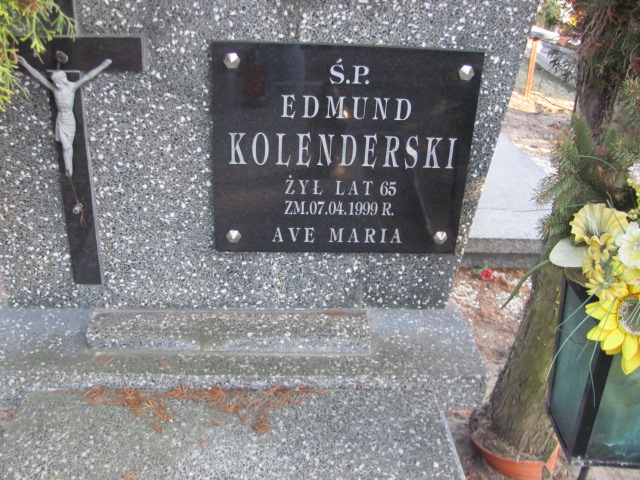 Ś.P.
EDMUND
KOLENDERSKI
ŻYŁ LAT 65
ZM.07.04.1999 R.
AVE MARIA